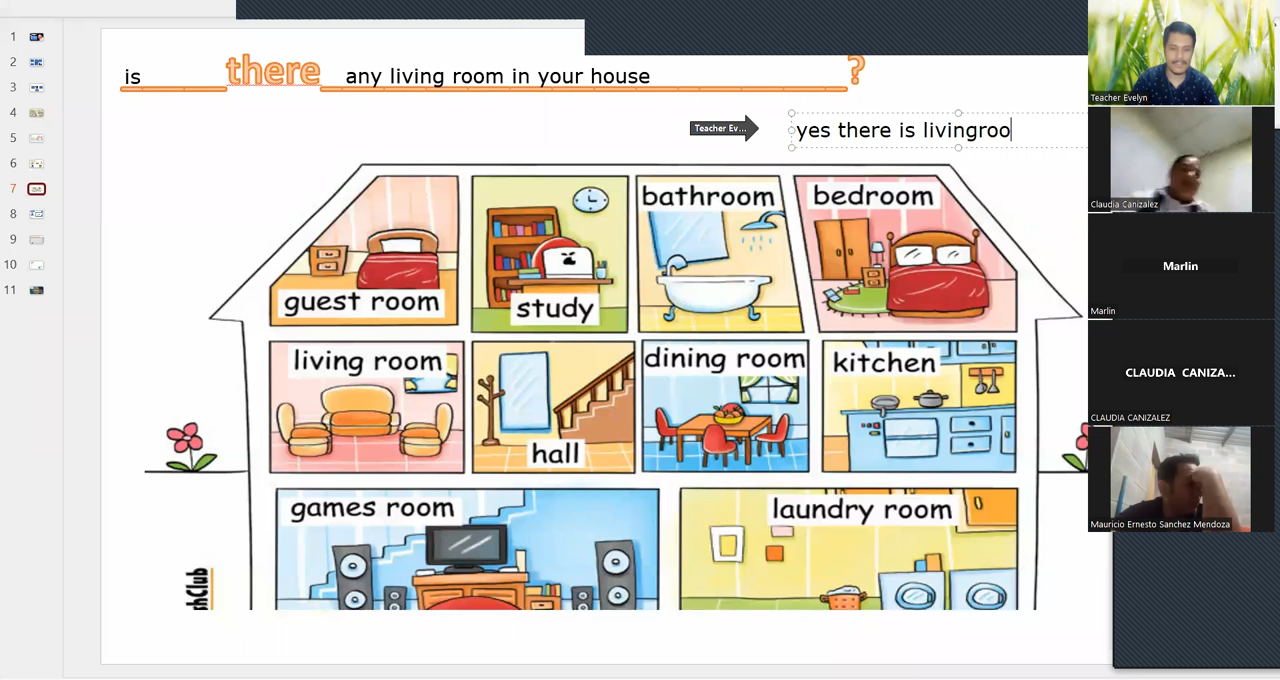 1
2
3
4
5
6
7
8
9
10
11
is there any living room in your house ?
Teacher Ev...
yes there is livingroo
bathroom
bedroom
guest room
study
living room
dining room
kitchen
hall
games room
laundry room
hClub
Teacher Evelyn
Claudia Canizalez
Marlin
Marlin
CLAUDIA CANIZA...
CLAUDIA CANIZALEZ
Mauricio Ernesto Sanchez Mendoza